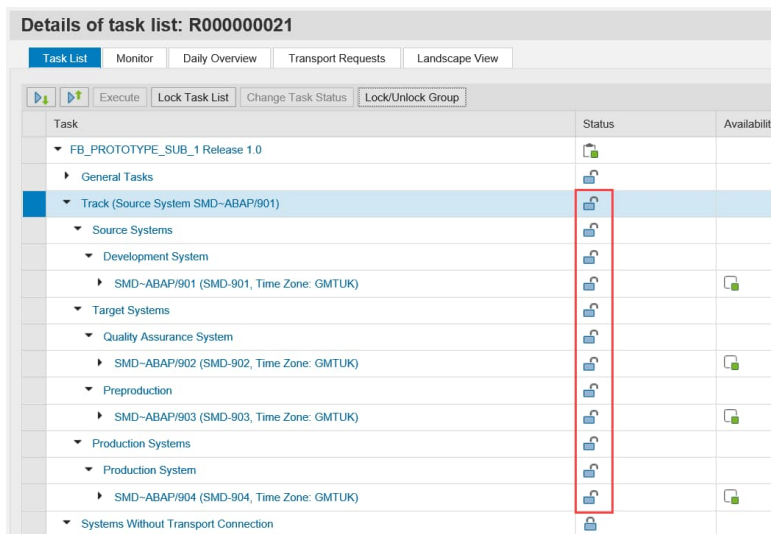 Details of task list: R000000021
Task List Monitor Daily Overview Transport Requests Landscape View
Execute Lock Task List Change Task Status Lock/Unlock Group
Task Status Availabilit
FB_PROTOTYPE_SUB_1 Release 1.0
General Tasks
Track (Source System SMD~ABAP/901)
Source Systems
Development System
SMD~ABAP/901 (SMD-901, Time Zone: GMTUK)
Target Systems
Quality Assurance System
SMD~ABAP/902 (SMD-902, Time Zone: GMTUK)
Preproduction
SMD~ABAP/903 (SMD-903, Time Zone: GMTUK)
Production Systems
Production System
SMD~ABAP/904 (SMD-904, Time Zone: GMTUK)
Systems Without Transport Connection